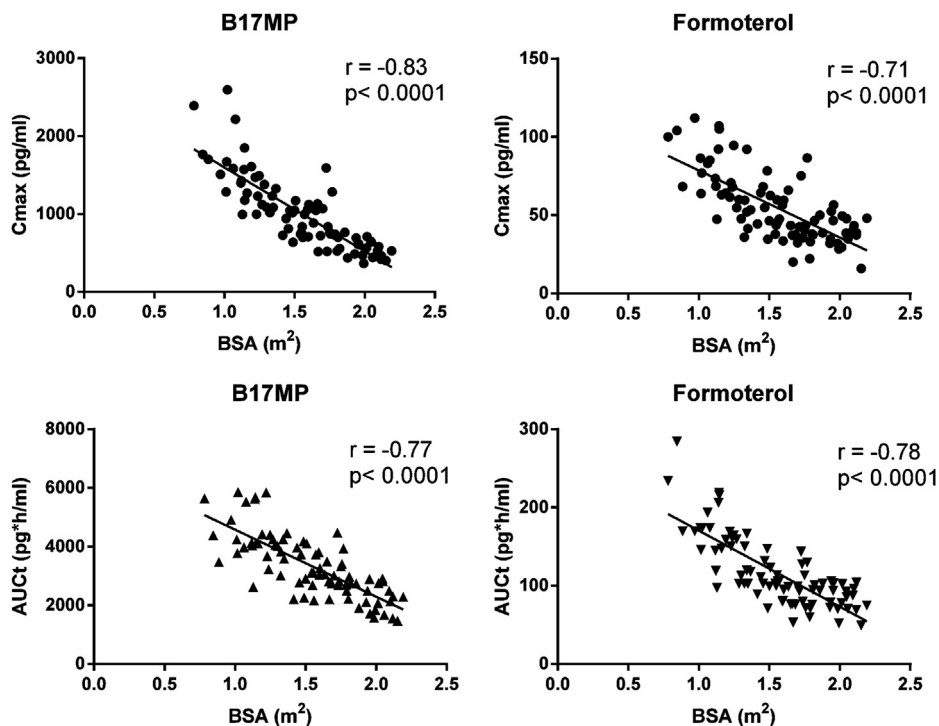 B17MP
r = -0.83
p< 0.0001
Cmax (pg/ml)
3000
2000
1000
0
0.0 0.5 1.0 1.5 2.0 2.5
BSA (m²)
Formoterol
r = -0.71
p< 0.0001
Cmax (pg/ml)
150
100
50
0
0.0 0.5 1.0 1.5 2.0 2.5
BSA (m²)
B17MP
r = -0.77
p< 0.0001
AUCt (pg*h/ml)
8000
6000
4000
2000
0
0.0 0.5 1.0 1.5 2.0 2.5
BSA (m²)
Formoterol
r = -0.78
p< 0.0001
AUCt (pg*h/ml)
300
200
100
0
0.0 0.5 1.0 1.5 2.0 2.5
BSA (m²)